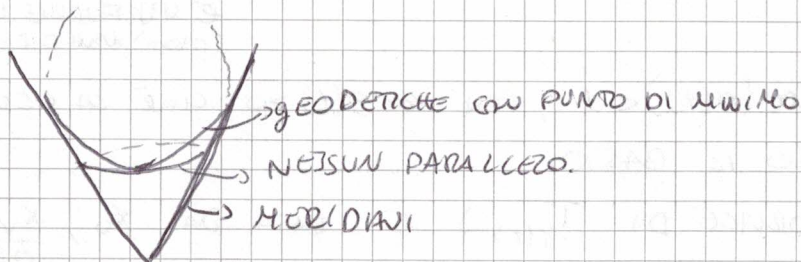 GEODETICHE CON PUNTO DI MINIMO
NESSUN PARALLELO.
MERIDIANI